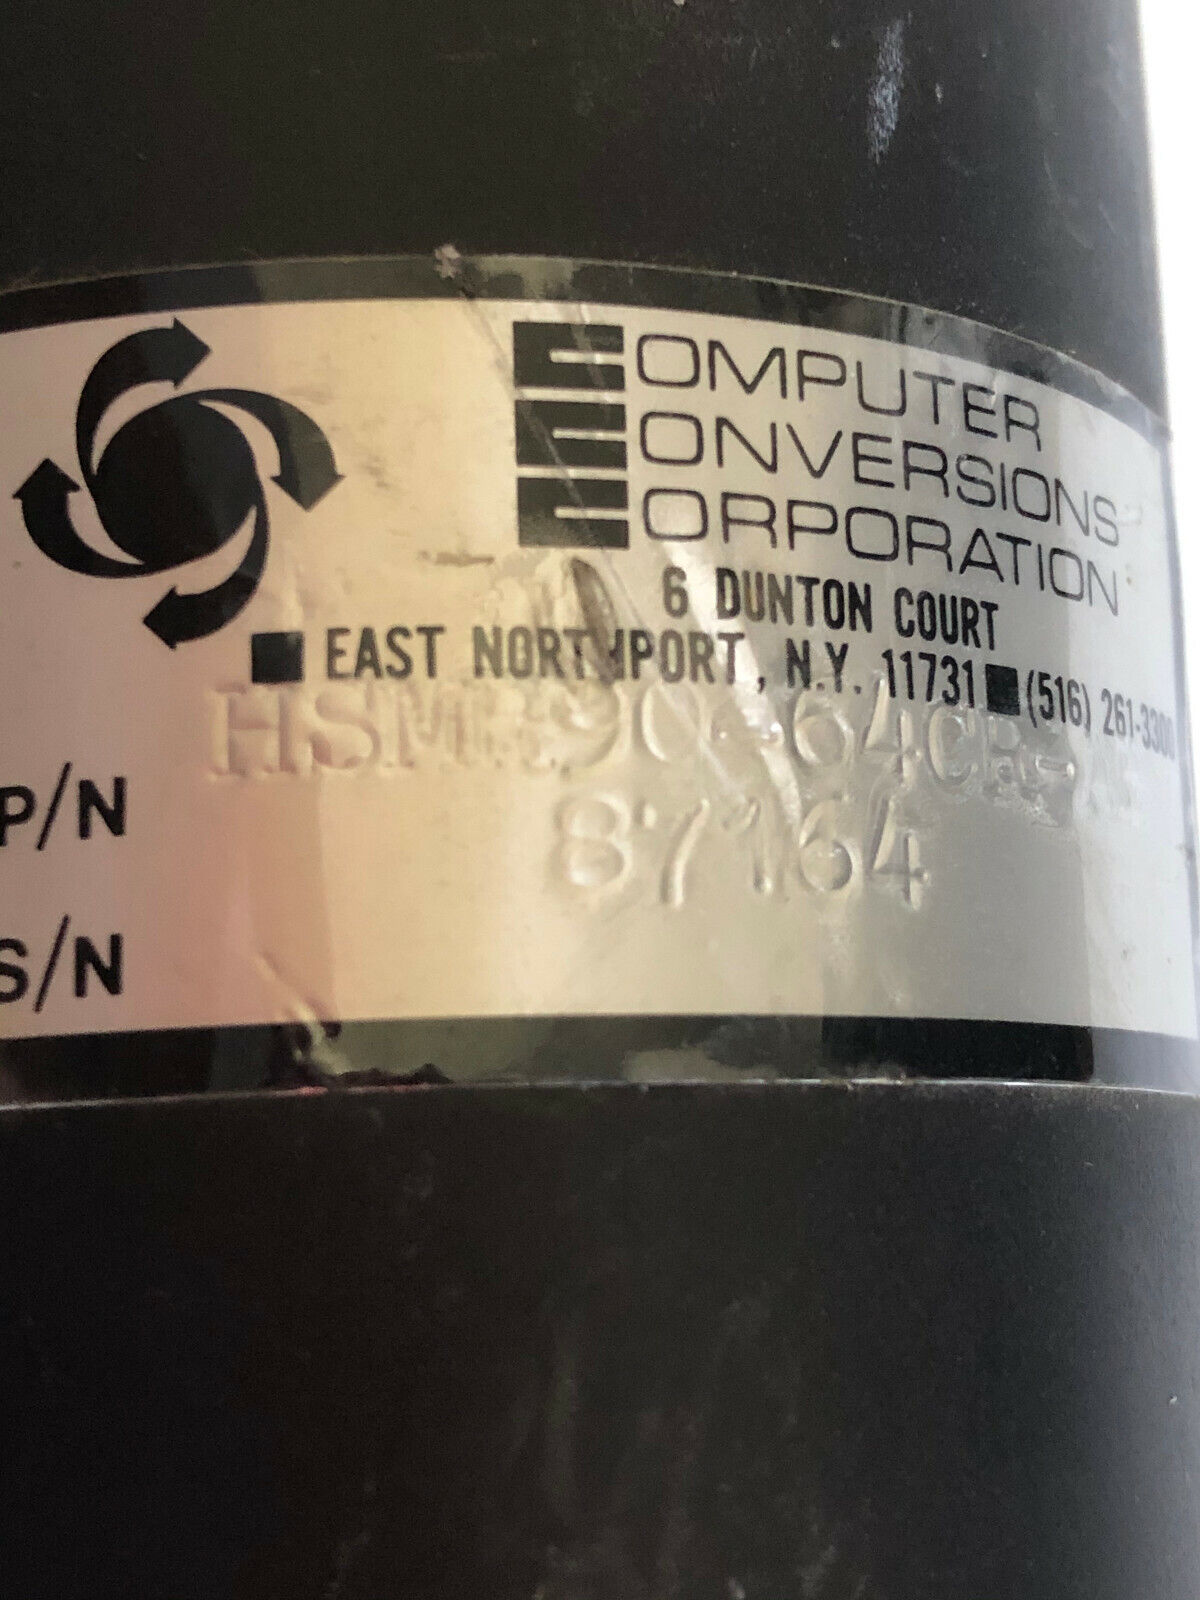 COMPUTER
CONVERSIONS
CORPORATION
6 DUNTON COURT
■ EAST NORTHPORT, N.Y. 11731 ■ (516) 261-3300
P/N
87164
S/N